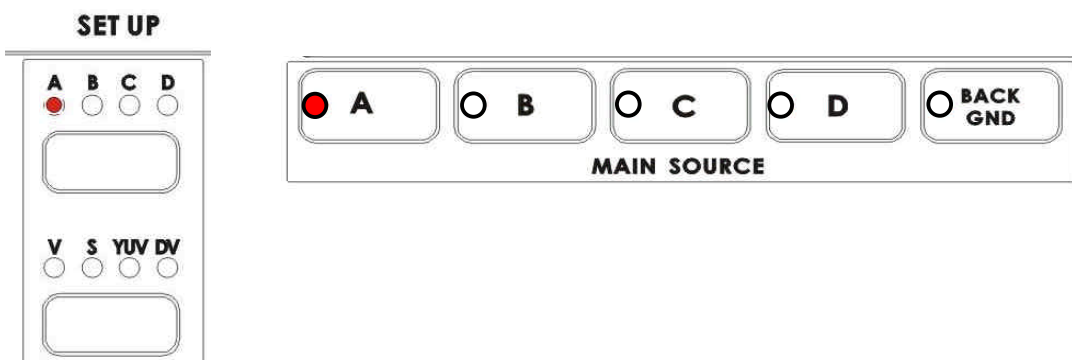 SET UP
A B C D
V S YUV DV
A
B
C
D
BACK
GND
MAIN SOURCE